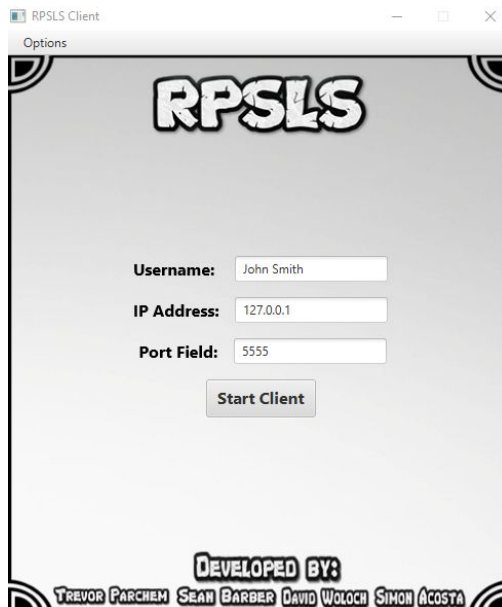 RPSLS Client
Options
RPSLS
Username: John Smith
IP Address: 127.0.0.1
Port Field: 5555
Start Client
DEVELOPED BY:
TREVOR PARCHEM SEAN BARBER DAVID WOLOCH SIMON ACOSTA